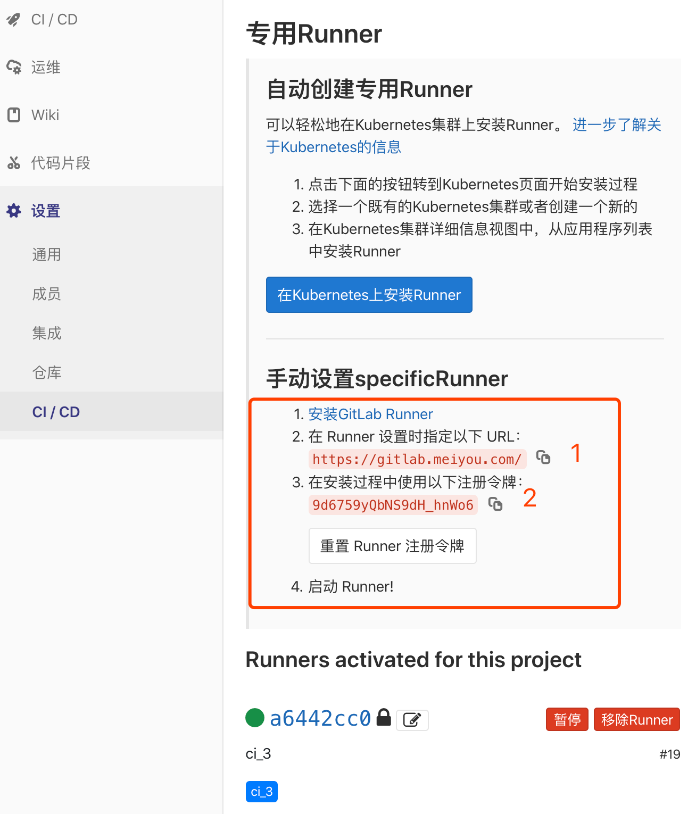 CI / CD
运维
Wiki
代码片段
设置
通用
成员
集成
仓库
CI / CD
专用Runner
自动创建专用Runner
可以轻松地在Kubernetes集群上安装Runner。 进一步了解关
于Kubernetes的信息
1. 点击下面的按钮转到Kubernetes页面开始安装过程
2. 选择一个既有的Kubernetes集群或者创建一个新的
3. 在Kubernetes集群详细信息视图中，从应用程序列表
中安装Runner
在Kubernetes上安装Runner
手动设置specificRunner
1. 安装GitLab Runner
2. 在 Runner 设置时指定以下 URL：
https://gitlab.meiyou.com/ 1
3. 在安装过程中使用以下注册令牌：
9d6759yQbNS9dH_hnWo6 2
重置 Runner 注册令牌
4. 启动 Runner!
Runners activated for this project
a6442cc0 暂停 移除Runner
ci_3 #19
ci_3